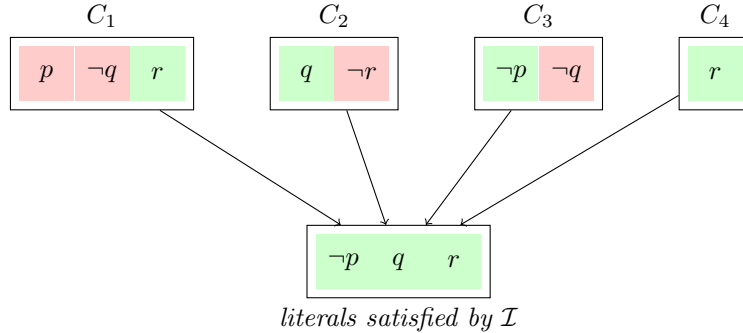 C₁ C₂ C₃ C₄
p ¬q r q ¬r ¬p ¬q r
¬p q r
literals satisfied by ℐ